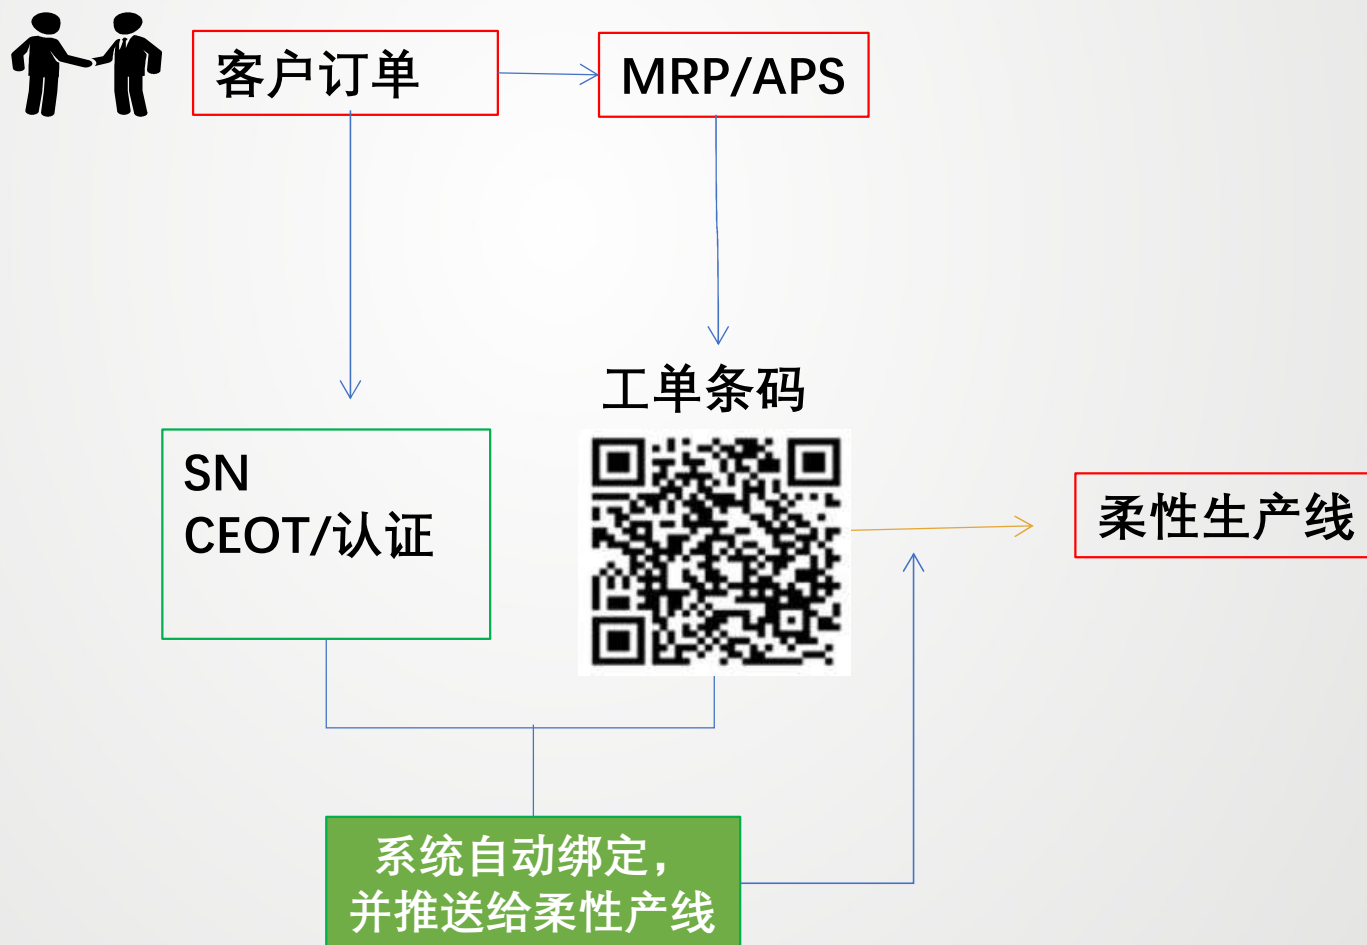 客户订单
MRP/APS
工单条码
SN
CEOT/认证
柔性生产线
系统自动绑定，
并推送给柔性产线